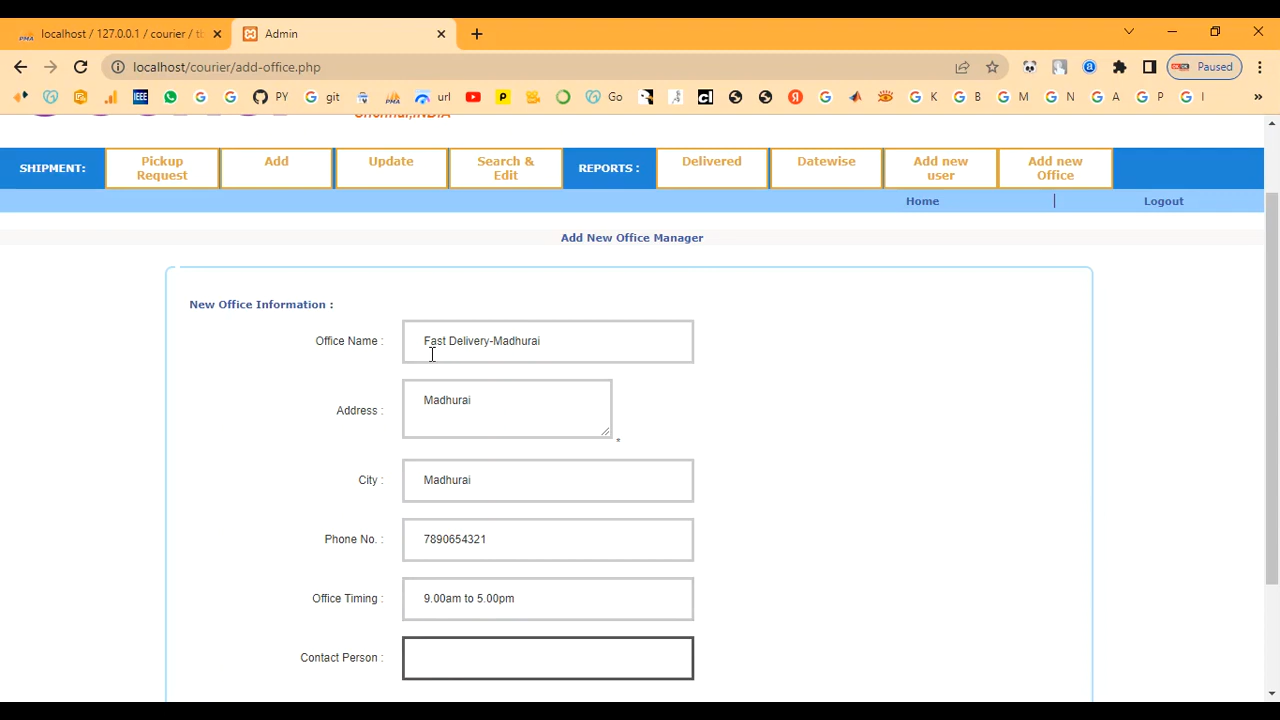 localhost / 127.0.0.1 / courier / tb
Admin
localhost/courier/add-office.php
Paused
IEEE
PY
git
url
Go
K
B
M
N
A
P
I
Chennai,INDIA
SHIPMENT:
Pickup
Request
Add
Update
Search &
Edit
REPORTS :
Delivered
Datewise
Add new
user
Add new
Office
Home
Logout
Add New Office Manager
New Office Information :
Office Name :
Fast Delivery-Madhurai
Address :
Madhurai
*
City :
Madhurai
Phone No. :
7890654321
Office Timing :
9.00am to 5.00pm
Contact Person :